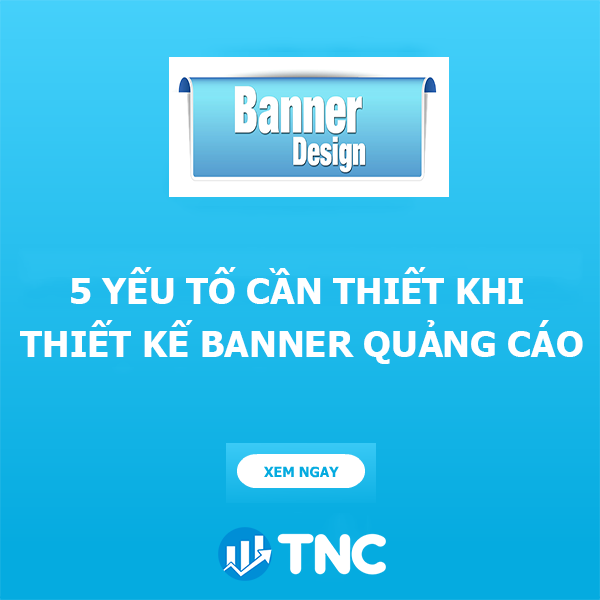 Banner
Design
5 YẾU TỐ CẦN THIẾT KHI
THIẾT KẾ BANNER QUẢNG CÁO
XEM NGAY
TNC